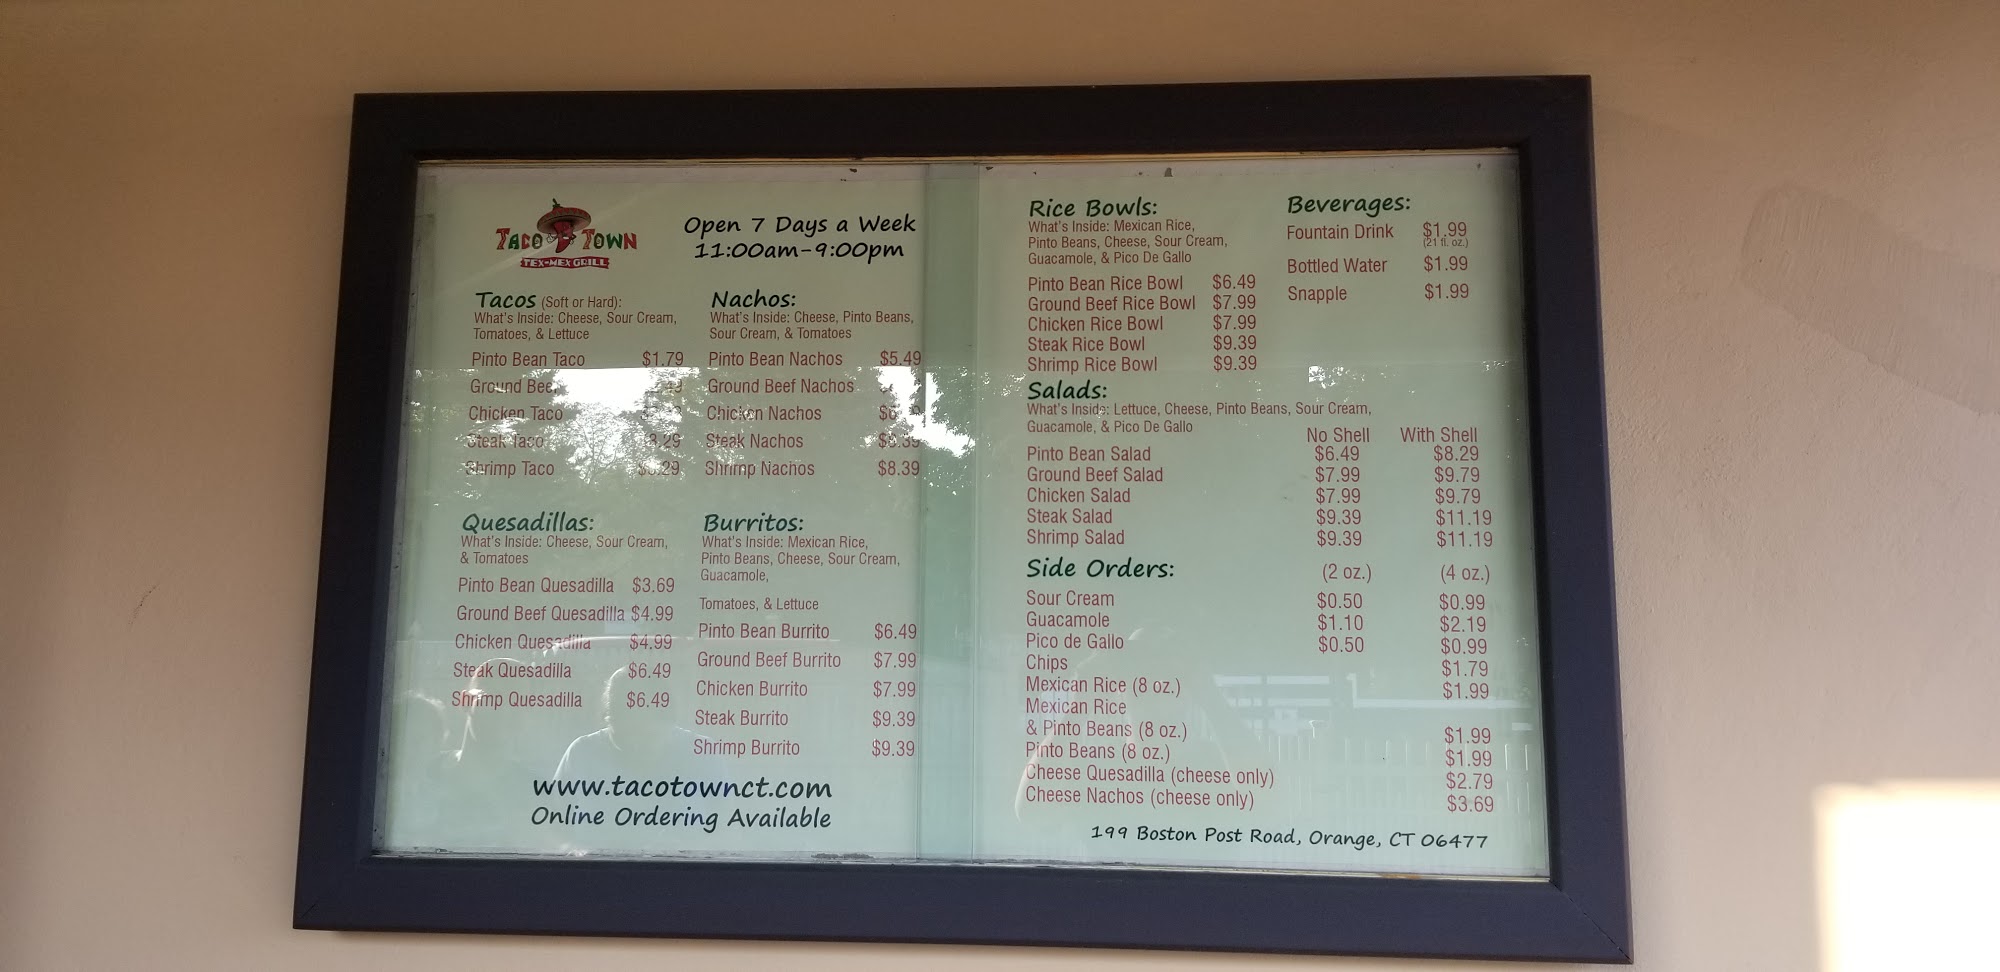 TACO TOWN
TEX-MEX GRILL
Open 7 Days a Week
11:00am-9:00pm
Tacos (Soft or Hard):
What's Inside: Cheese, Sour Cream,
Tomatoes, & Lettuce
Pinto Bean Taco $1.79
Ground Beef
Chicken Taco
Steak Taco $3.29
Shrimp Taco $3.29
Nachos:
What's Inside: Cheese, Pinto Beans,
Sour Cream, & Tomatoes
Pinto Bean Nachos $5.49
Ground Beef Nachos
Chicken Nachos
Steak Nachos $8.39
Shrimp Nachos $8.39
Quesadillas:
What's Inside: Cheese, Sour Cream,
& Tomatoes
Pinto Bean Quesadilla $3.69
Ground Beef Quesadilla $4.99
Chicken Quesadilla $4.99
Steak Quesadilla $6.49
Shrimp Quesadilla $6.49
Burritos:
What's Inside: Mexican Rice,
Pinto Beans, Cheese, Sour Cream,
Guacamole,
Tomatoes, & Lettuce
Pinto Bean Burrito $6.49
Ground Beef Burrito $7.99
Chicken Burrito $7.99
Steak Burrito $9.39
Shrimp Burrito $9.39
www.tacotownct.com
Online Ordering Available
Rice Bowls:
What's Inside: Mexican Rice,
Pinto Beans, Cheese, Sour Cream,
Guacamole, & Pico De Gallo
Pinto Bean Rice Bowl $6.49
Ground Beef Rice Bowl $7.99
Chicken Rice Bowl $7.99
Steak Rice Bowl $9.39
Shrimp Rice Bowl $9.39
Beverages:
Fountain Drink $1.99
(21 fl. oz.)
Bottled Water $1.99
Snapple $1.99
Salads:
What's Inside: Lettuce, Cheese, Pinto Beans, Sour Cream,
Guacamole, & Pico De Gallo
No Shell With Shell
Pinto Bean Salad $6.49 $8.29
Ground Beef Salad $7.99 $9.79
Chicken Salad $7.99 $9.79
Steak Salad $9.39 $11.19
Shrimp Salad $9.39 $11.19
Side Orders: (2 oz.) (4 oz.)
Sour Cream $0.50 $0.99
Guacamole $1.10 $2.19
Pico de Gallo $0.50 $0.99
Chips $1.79
Mexican Rice (8 oz.) $1.99
Mexican Rice
& Pinto Beans (8 oz.) $1.99
Pinto Beans (8 oz.) $1.99
Cheese Quesadilla (cheese only) $2.79
Cheese Nachos (cheese only) $3.69
199 Boston Post Road, Orange, CT 06477